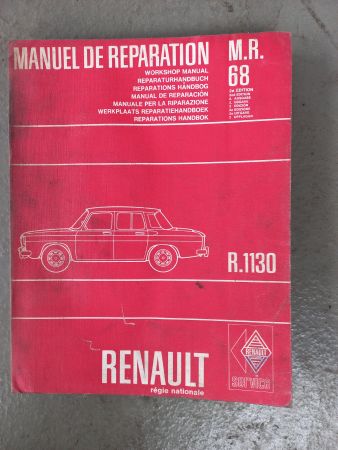 MANUEL DE REPARATION M.R.
WORKSHOP MANUAL 68
REPARATURHANDBUCH
REPARATIONS HÅNDBOG
MANUAL DE REPARACIÓN
MANUALE PER LA RIPARAZIONE
WERKPLAATS REPARATIEHANDBOEK
REPARATIONS HANDBOK
R.1130
RENAULT
régie nationale
RENAULT
service